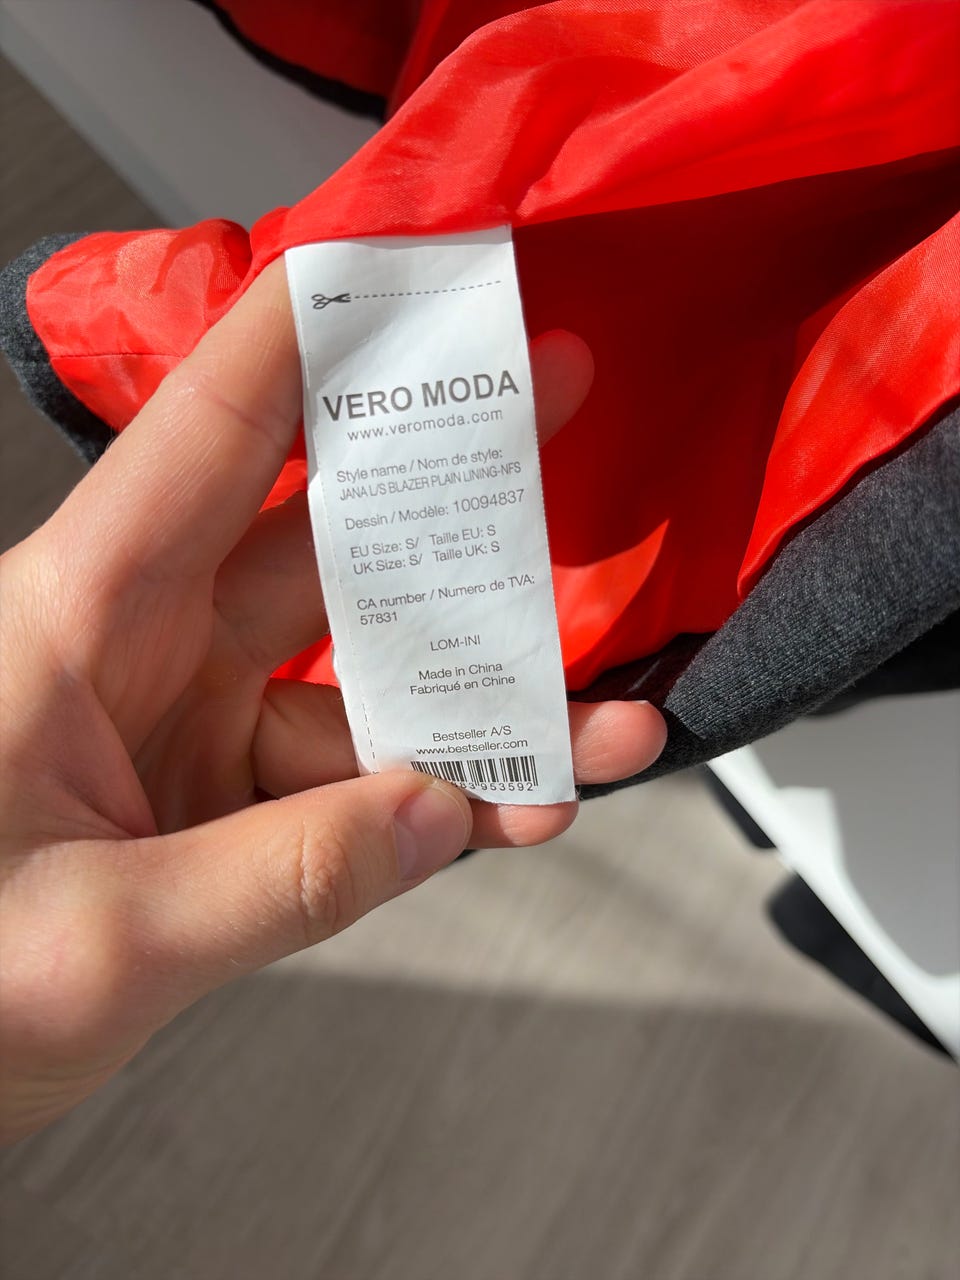 VERO MODA
www.veromoda.com
Style name / Nom de style:
JANA L/S BLAZER PLAIN LINING-NFS
Dessin / Modèle: 10094837
EU Size: S/ Taille EU: S
UK Size: S/ Taille UK: S
CA number / Numero de TVA:
57831
LOM-INI
Made in China
Fabriqué en Chine
Bestseller A/S
www.bestseller.com
953592